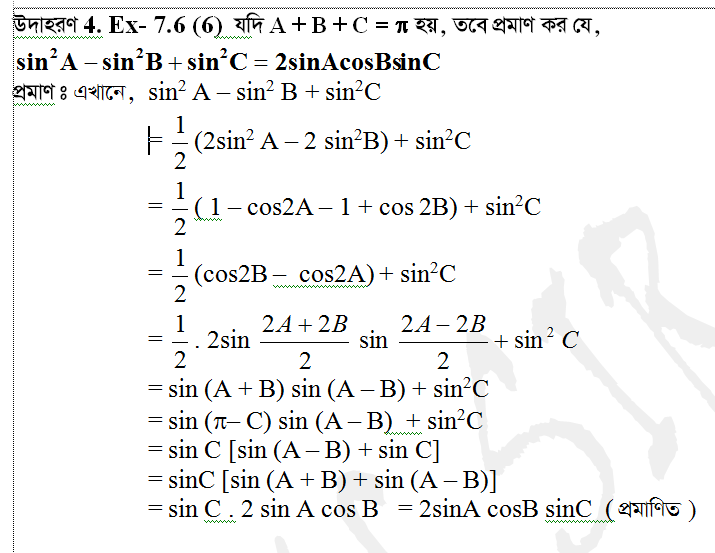 উদাহরণ 4. Ex- 7.6 (6) যদি A + B + C = π হয়, তবে প্রমাণ কর যে,
sin²A – sin²B + sin²C = 2sinAcosBsinC
প্রমাণ ঃ এখানে, sin² A – sin² B + sin²C
= 1/2 (2sin² A – 2 sin²B) + sin²C
= 1/2 ( 1 – cos2A – 1 + cos 2B) + sin²C
= 1/2 (cos2B – cos2A) + sin²C
= 1/2 . 2sin (2A + 2B)/2 sin (2A – 2B)/2 + sin² C
= sin (A + B) sin (A – B) + sin²C
= sin (π– C) sin (A – B) + sin²C
= sin C [sin (A – B) + sin C]
= sinC [sin (A + B) + sin (A – B)]
= sin C . 2 sin A cos B = 2sinA cosB sinC (প্রমাণিত )
SIR